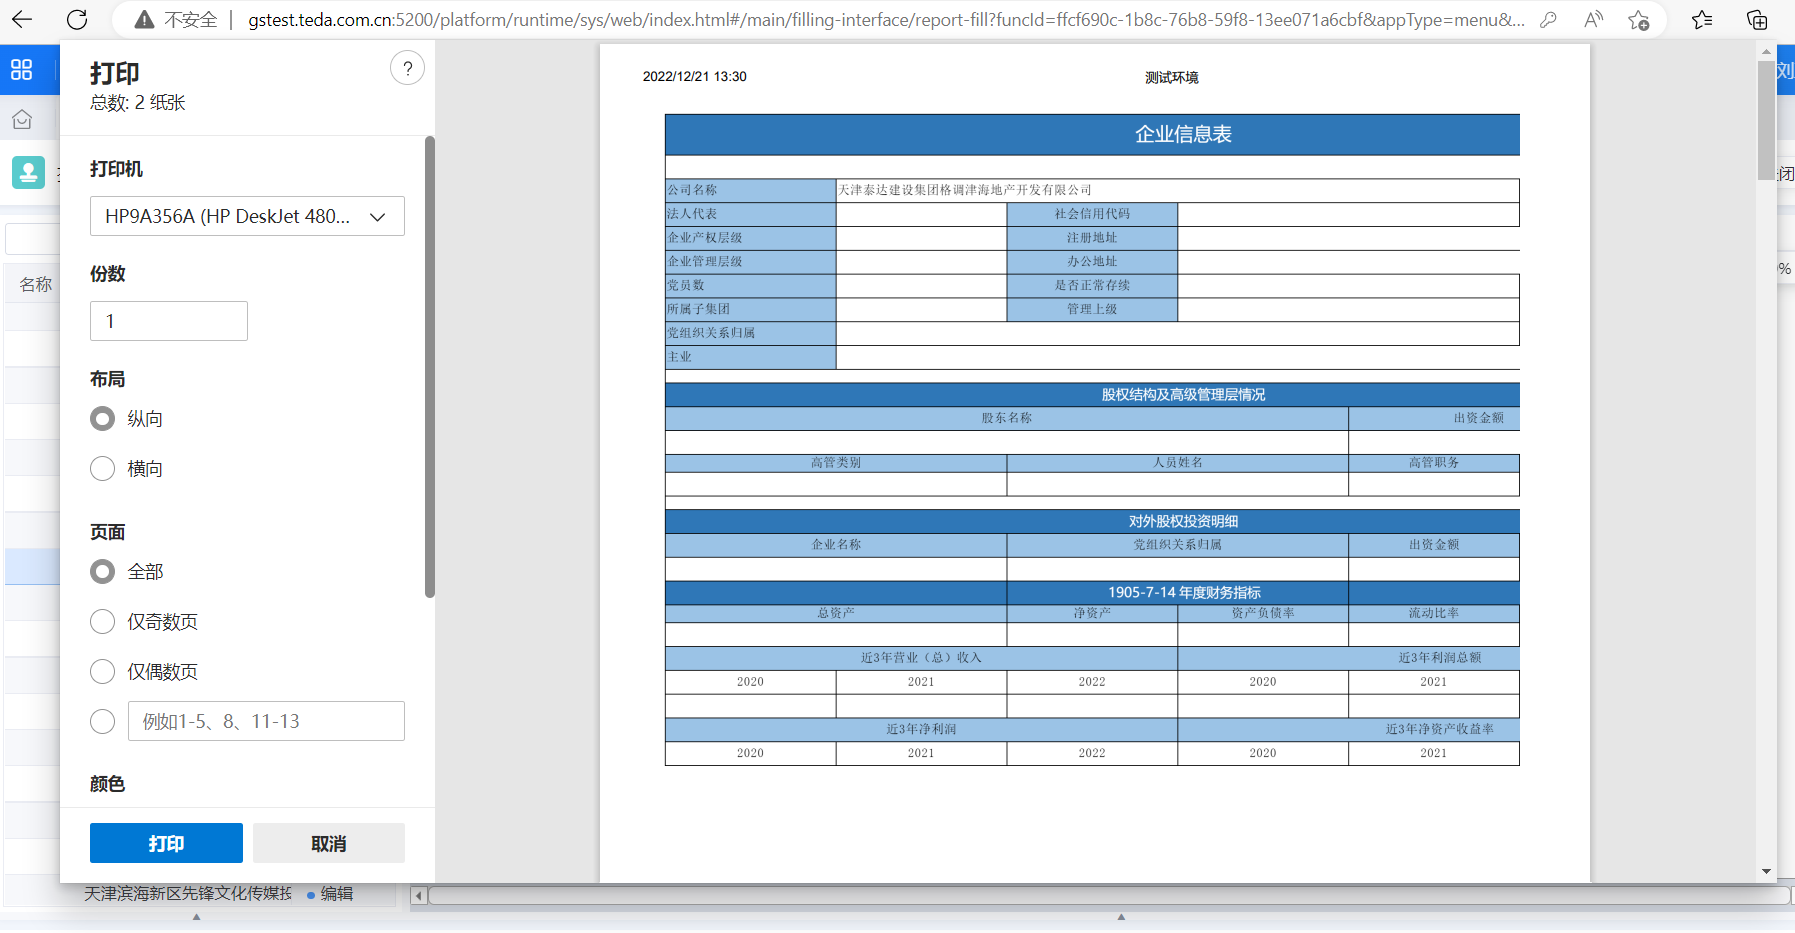 不安全 gstest.teda.com.cn:5200/platform/runtime/sys/web/index.html#/main/filling-interface/report-fill?funcId=ffcf690c-1b8c-76b8-59f8-13ee071a6cbf&appType=menu&...
打印
?
总数: 2 纸张
打印机
HP9A356A (HP DeskJet 480...
份数
1
布局
纵向
横向
页面
全部
仅奇数页
仅偶数页
例如1-5、8、11-13
颜色
打印 取消
名称
天津滨海新区先锋文化传媒投 编辑
刘
闭
%
2022/12/21 13:30 测试环境
企业信息表
公司名称 天津泰达建设集团格调津海地产开发有限公司
法人代表 社会信用代码
企业产权层级 注册地址
企业管理层级 办公地址
党员数 是否正常存续
所属子集团 管理上级
党组织关系归属
主业
股权结构及高级管理层情况
股东名称 出资金额
高管类别 人员姓名 高管职务
对外股权投资明细
企业名称 党组织关系归属 出资金额
1905-7-14 年度财务指标
总资产 净资产 资产负债率 流动比率
近3年营业（总）收入 近3年利润总额
2020 2021 2022 2020 2021
近3年净利润 近3年净资产收益率
2020 2021 2022 2020 2021